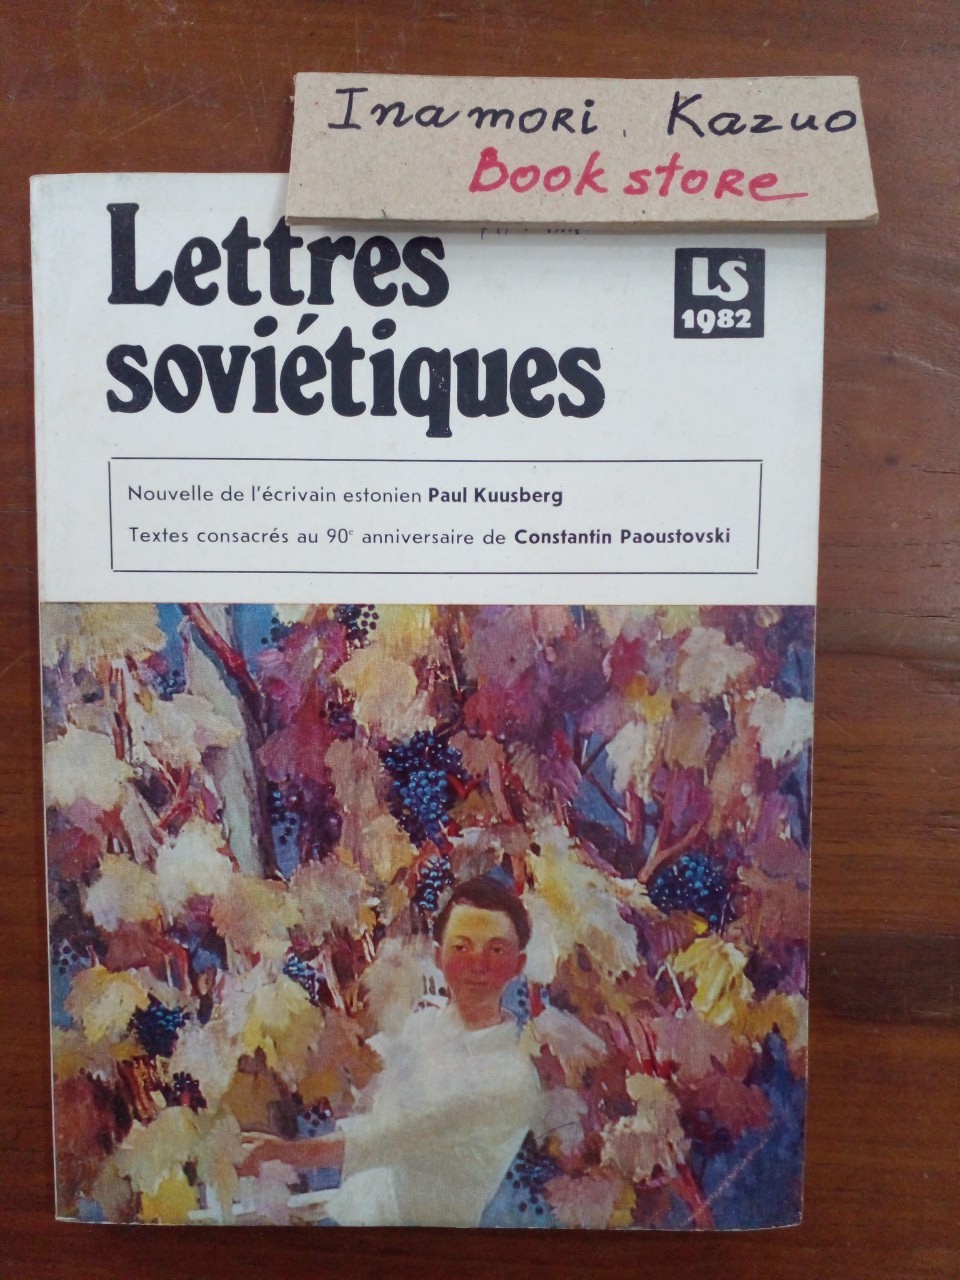 Inamori Kazuo
Book store
Lettres
soviétiques
LS
1982
Nouvelle de l'écrivain estonien Paul Kuusberg
Textes consacrés au 90e anniversaire de Constantin Paoustovski